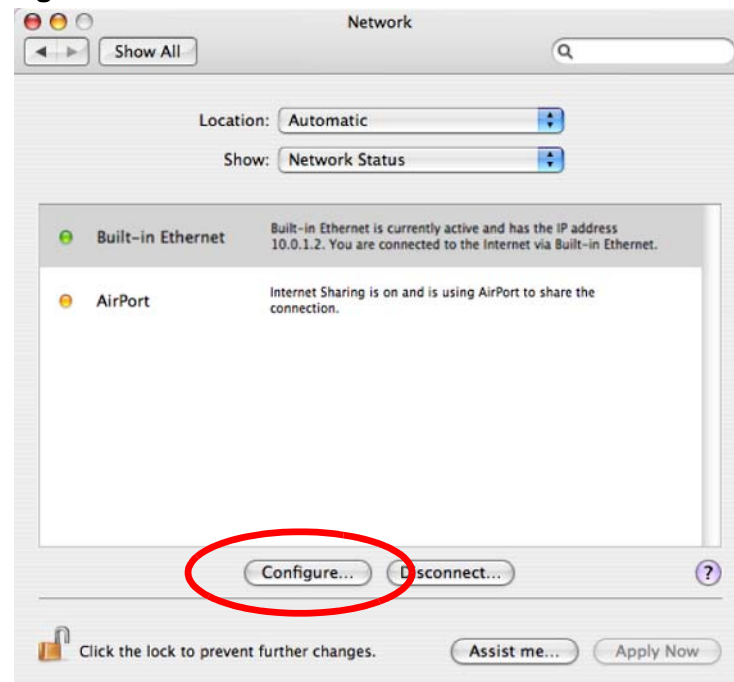 Network
Show All
Location: Automatic
Show: Network Status
Built-in Ethernet
Built-in Ethernet is currently active and has the IP address
10.0.1.2. You are connected to the Internet via Built-in Ethernet.
AirPort
Internet Sharing is on and is using AirPort to share the
connection.
Configure... Disconnect... ?
Click the lock to prevent further changes. Assist me... Apply Now